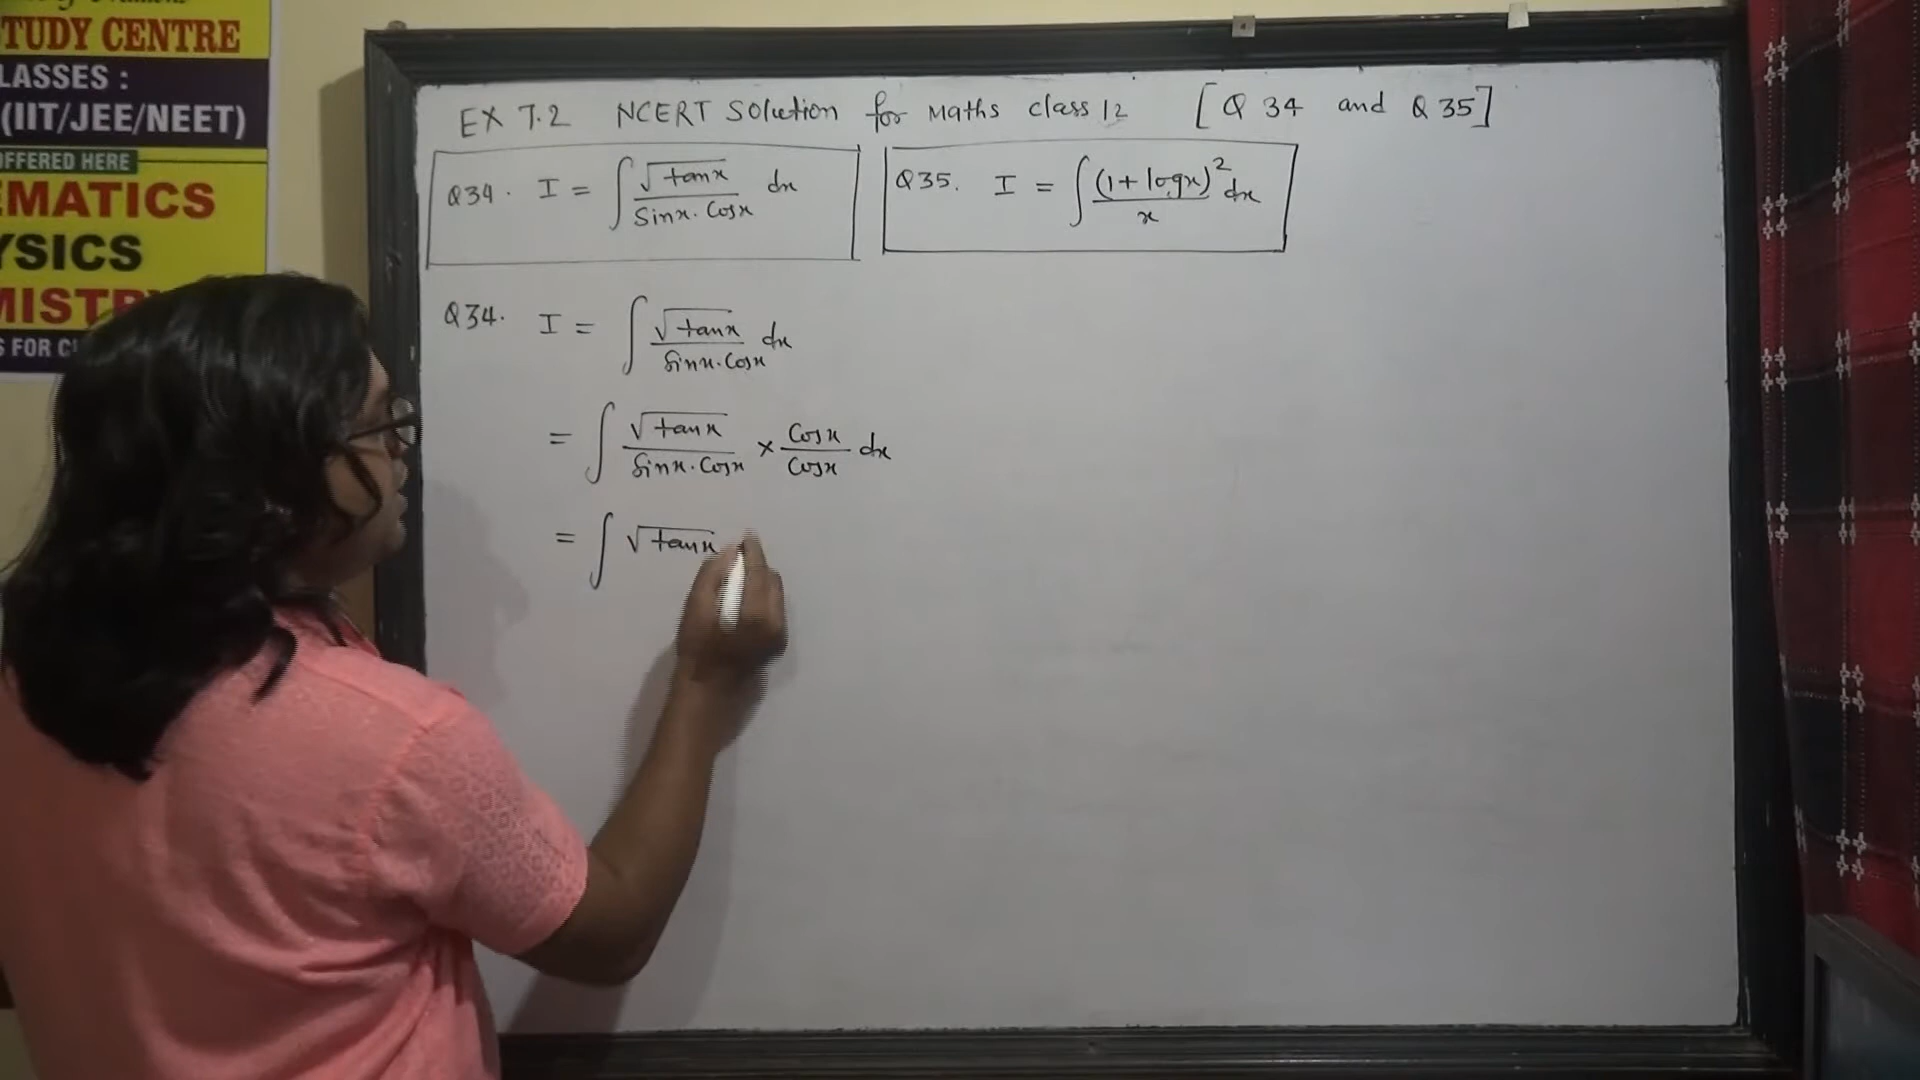 TUDY CENTRE
LASSES :
(IIT/JEE/NEET)
OFFERED HERE
EMATICS
YSICS
MISTR
S FOR C
EX 7.2 NCERT Solution for Maths class 12 [Q 34 and Q 35]
Q34. I = ∫ √tanx / Sinx.Cosx dx
Q35. I = ∫ (1+logx)² / x dx
Q34. I = ∫ √tanx / Sinx.Cosx dx
= ∫ √tanx / Sinx.Cosx × Cosx / Cosx dx
= ∫ √tanx